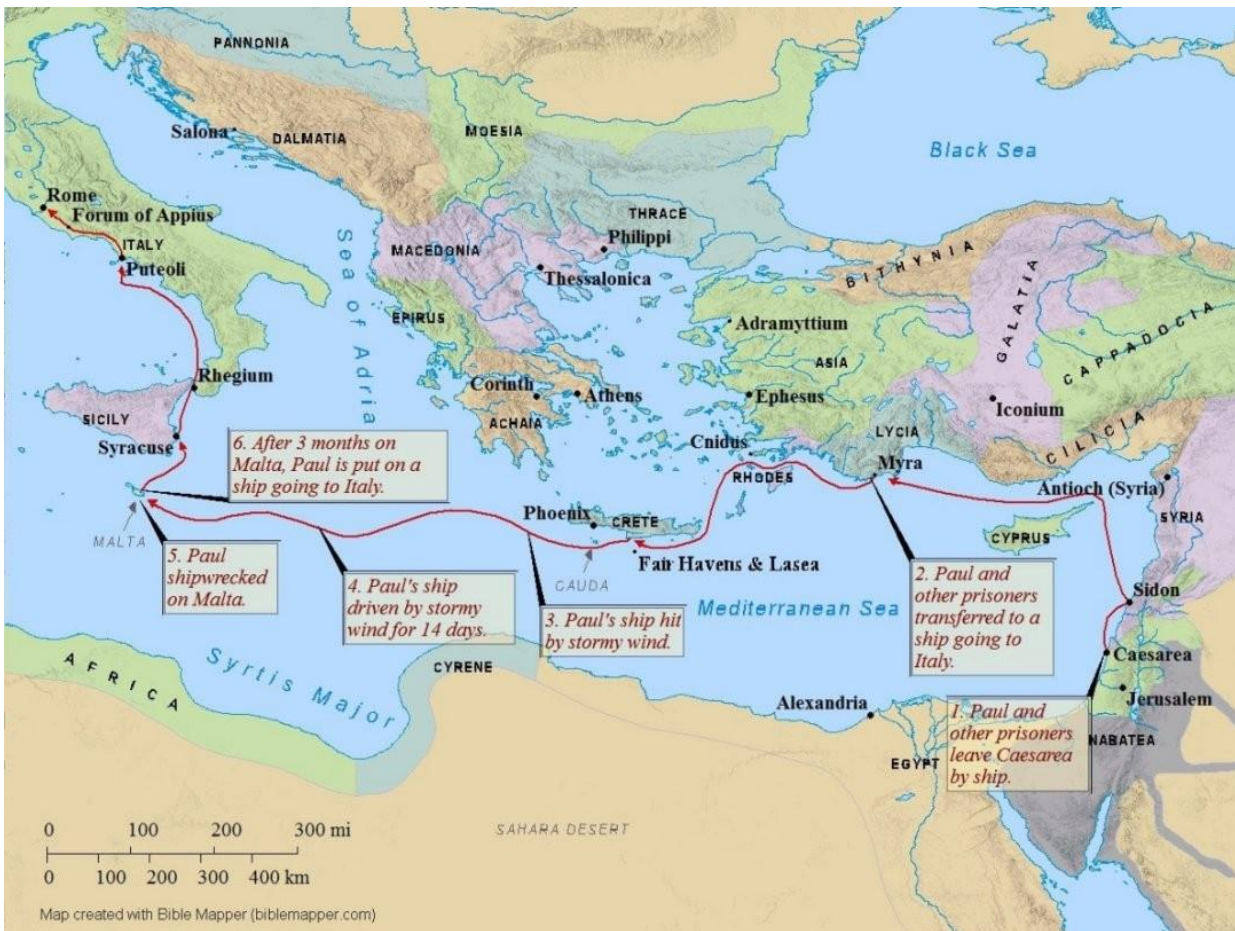 PANNONIA
Salona
DALMATIA
MOESIA
Black Sea
Rome
Forum of Appius
ITALY
Puteoli
Sea of Adria
THRACE
MACEDONIA
Philippi
Thessalonica
BITHYNIA
GALATIA
CAPPADOCIA
EPIRUS
Adramyttium
ASIA
Rhegium
Corinth
Athens
Ephesus
Iconium
SICILY
ACHAIA
LYCIA
CILICIA
Syracuse
Cnidus
Myra
RHODES
Antioch (Syria)
SYRIA
6. After 3 months on
Malta, Paul is put on a
ship going to Italy.
Phoenix
CRETE
CYPRUS
MALTA
CAUDA
Fair Havens & Lasea
5. Paul
shipwrecked
on Malta.
4. Paul's ship
driven by stormy
wind for 14 days.
3. Paul's ship hit
by stormy wind.
Mediterranean Sea
2. Paul and
other prisoners
transferred to a
ship going to
Italy.
Sidon
Caesarea
Jerusalem
AFRICA
Syrtis Major
CYRENE
Alexandria
1. Paul and
other prisoners
leave Caesarea
by ship.
NABATEA
EGYPT
SAHARA DESERT
0 100 200 300 mi
0 100 200 300 400 km
Map created with Bible Mapper (biblemapper.com)